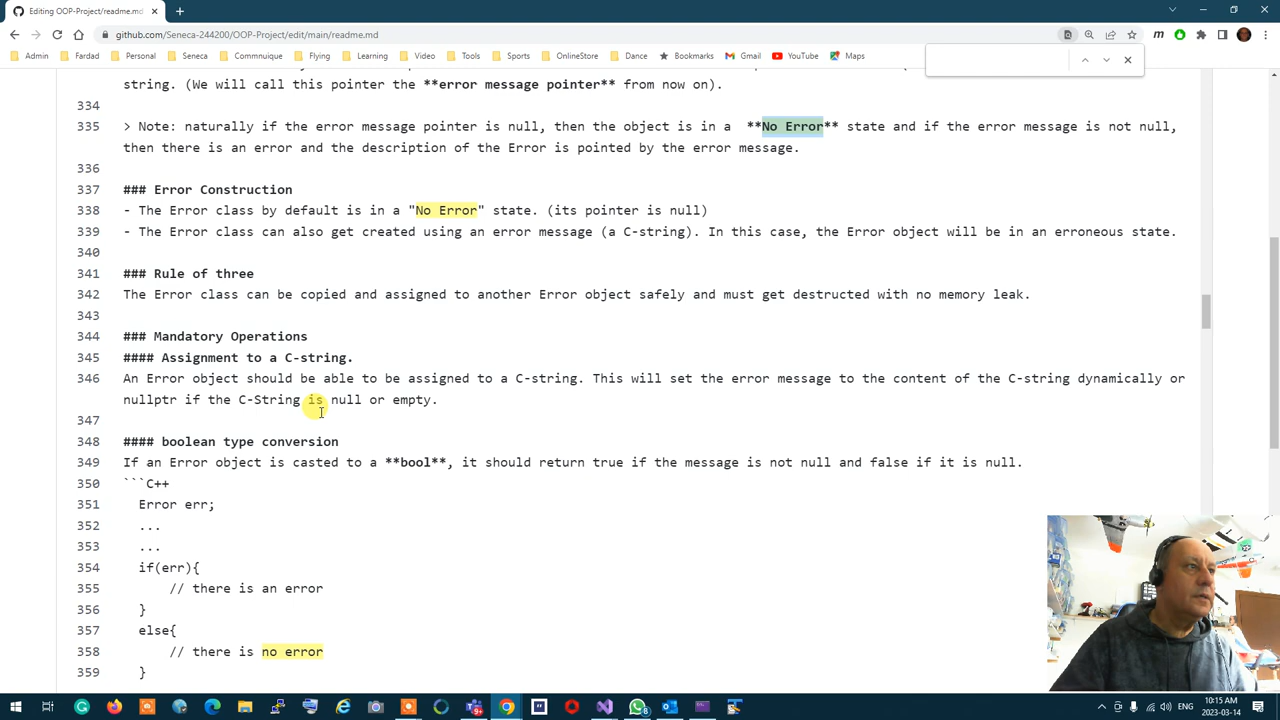 Editing OOP-Project/readme.md
github.com/Seneca-244200/OOP-Project/edit/main/readme.md
Admin Fardad Personal Seneca Commnuique Flying Learning Video Tools Sports OnlineStore Dance Bookmarks Gmail YouTube Maps
string. (We will call this pointer the **error message pointer** from now on).
334
335 > Note: naturally if the error message pointer is null, then the object is in a  **No Error** state and if the error message is not null,
then there is an error and the description of the Error is pointed by the error message.
336
337 ### Error Construction
338 - The Error class by default is in a "No Error" state. (its pointer is null)
339 - The Error class can also get created using an error message (a C-string). In this case, the Error object will be in an erroneous state.
340
341 ### Rule of three
342 The Error class can be copied and assigned to another Error object safely and must get destructed with no memory leak.
343
344 ### Mandatory Operations
345 #### Assignment to a C-string.
346 An Error object should be able to be assigned to a C-string. This will set the error message to the content of the C-string dynamically or
nullptr if the C-String is null or empty.
347
348 #### boolean type conversion
349 If an Error object is casted to a **bool**, it should return true if the message is not null and false if it is null.
350 ```C++
351 Error err;
352 ...
353 ...
354 if(err){
355 // there is an error
356 }
357 else{
358 // there is no error
359 }
ENG
10:15 AM
2023-03-14